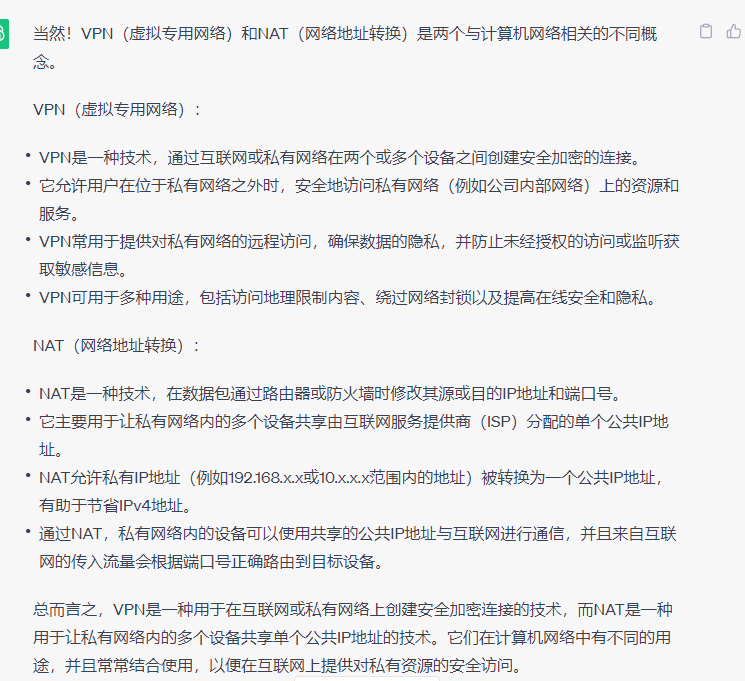 当然！VPN（虚拟专用网络）和NAT（网络地址转换）是两个与计算机网络相关的不同概
念。
VPN（虚拟专用网络）：
• VPN是一种技术，通过互联网或私有网络在两个或多个设备之间创建安全加密的连接。
• 它允许用户在位于私有网络之外时，安全地访问私有网络（例如公司内部网络）上的资源和
服务。
• VPN常用于提供对私有网络的远程访问，确保数据的隐私，并防止未经授权的访问或监听获
取敏感信息。
• VPN可用于多种用途，包括访问地理限制内容、绕过网络封锁以及提高在线安全和隐私。
NAT（网络地址转换）：
• NAT是一种技术，在数据包通过路由器或防火墙时修改其源或目的IP地址和端口号。
• 它主要用于让私有网络内的多个设备共享由互联网服务提供商（ISP）分配的单个公共IP地
址。
• NAT允许私有IP地址（例如192.168.x.x或10.x.x.x范围内的地址）被转换为一个公共IP地址，
有助于节省IPv4地址。
• 通过NAT，私有网络内的设备可以使用共享的公共IP地址与互联网进行通信，并且来自互联
网的传入流量会根据端口号正确路由到目标设备。
总而言之，VPN是一种用于在互联网或私有网络上创建安全加密连接的技术，而NAT是一种
用于让私有网络内的多个设备共享单个公共IP地址的技术。它们在计算机网络中有不同的用
途，并且常常结合使用，以便在互联网上提供对私有资源的安全访问。